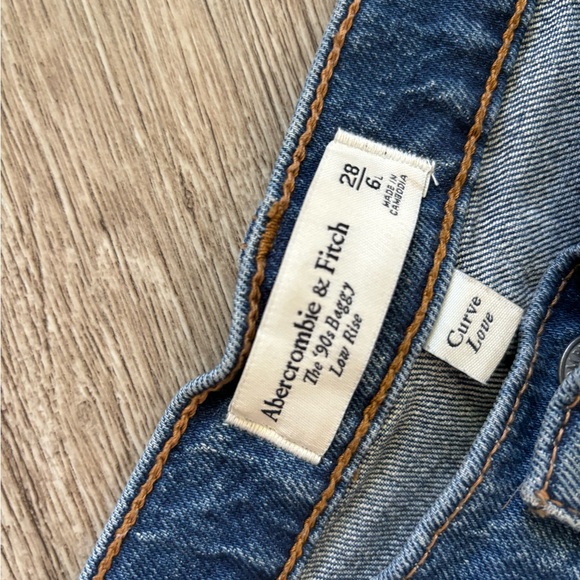 Abercrombie & Fitch
The '90s Baggy
Low Rise
28
6L
MADE IN
CAMBODIA
Curve
Love